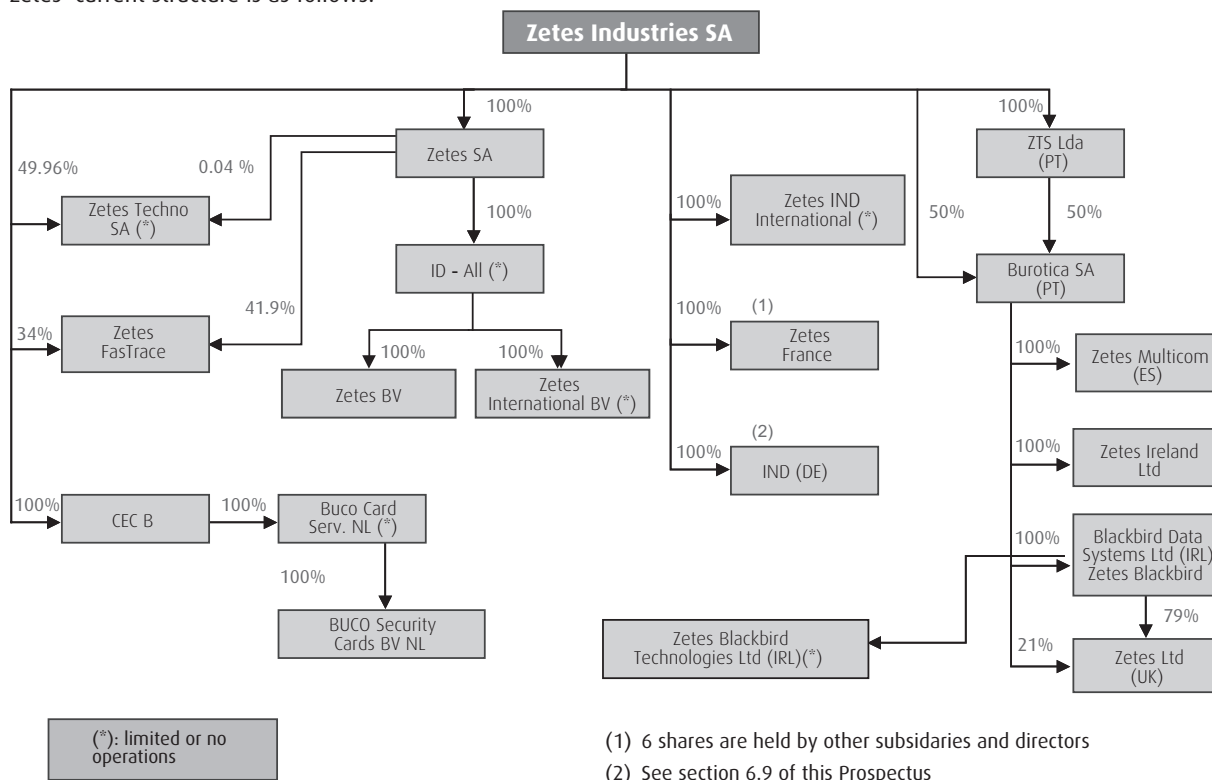 Zetes' current structure is as follows:
Zetes Industries SA
100%
100%
Zetes SA
ZTS Lda
(PT)
49.96%
0.04 %
Zetes Techno
SA (*)
100%
100%
Zetes IND
International (*)
50%
50%
ID - All (*)
Burotica SA
(PT)
41.9%
34%
Zetes
FasTrace
100%
(1)
Zetes
France
100%
Zetes Multicom
(ES)
100%
100%
Zetes BV
Zetes
International BV (*)
(2)
100%
IND (DE)
100%
Zetes Ireland
Ltd
100%
CEC B
100%
Buco Card
Serv. NL (*)
100%
Blackbird Data
Systems Ltd (IRL)
Zetes Blackbird
100%
79%
BUCO Security
Cards BV NL
Zetes Blackbird
Technologies Ltd (IRL)(*)
21%
Zetes Ltd
(UK)
(*): limited or no
operations
(1) 6 shares are held by other subsidaries and directors
(2) See section 6.9 of this Prospectus